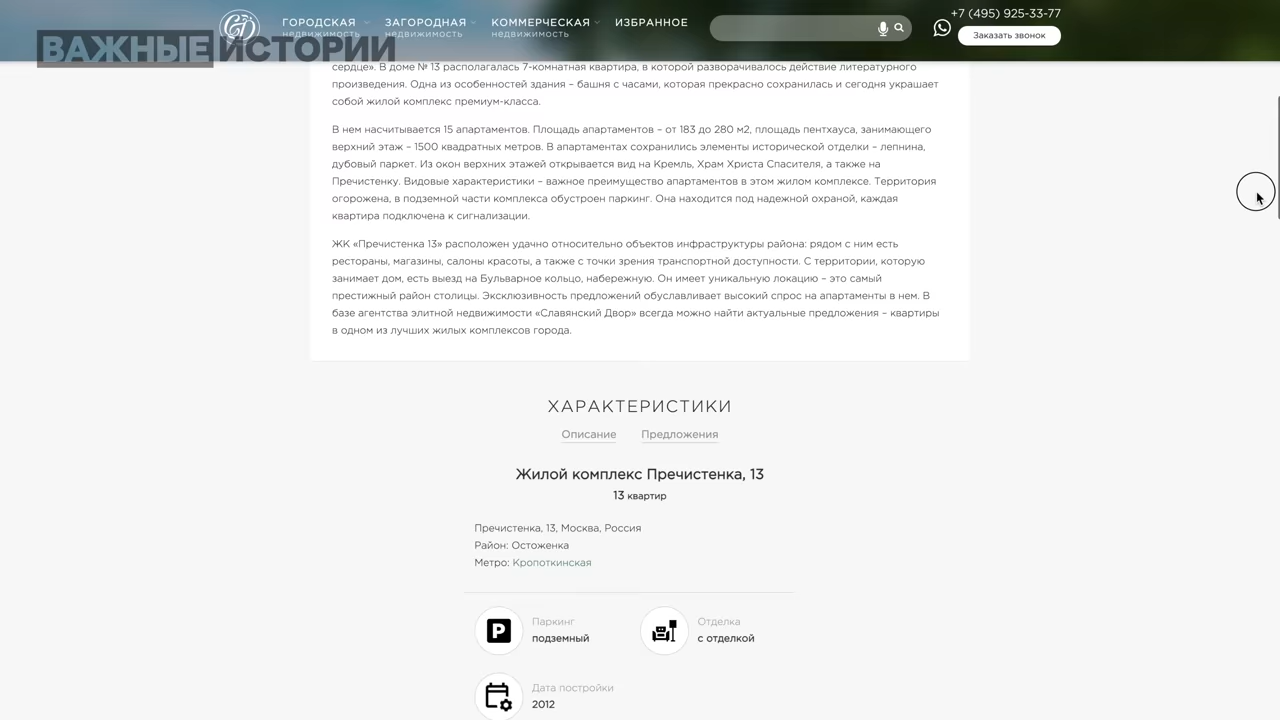 ГОРОДСКАЯ
недвижимость
ЗАГОРОДНАЯ
недвижимость
КОММЕРЧЕСКАЯ
недвижимость
ИЗБРАННОЕ
+7 (495) 925-33-77
Заказать звонок
ВАЖНЫЕ ИСТОРИИ
сердце». В доме № 13 располагалась 7-комнатная квартира, в которой разворачивалось действие литературного
произведения. Одна из особенностей здания – башня с часами, которая прекрасно сохранилась и сегодня украшает
собой жилой комплекс премиум-класса.
В нем насчитывается 15 апартаментов. Площадь апартаментов – от 183 до 280 м2, площадь пентхауса, занимающего
верхний этаж – 1500 квадратных метров. В апартаментах сохранились элементы исторической отделки – лепнина,
дубовый паркет. Из окон верхних этажей открывается вид на Кремль, Храм Христа Спасителя, а также на
Пречистенку. Видовые характеристики – важное преимущество апартаментов в этом жилом комплексе. Территория
огорожена, в подземной части комплекса обустроен паркинг. Она находится под надежной охраной, каждая
квартира подключена к сигнализации.
ЖК «Пречистенка 13» расположен удачно относительно объектов инфраструктуры района: рядом с ним есть
рестораны, магазины, салоны красоты, а также с точки зрения транспортной доступности. С территории, которую
занимает дом, есть выезд на Бульварное кольцо, набережную. Он имеет уникальную локацию – это самый
престижный район столицы. Эксклюзивность предложений обуславливает высокий спрос на апартаменты в нем. В
базе агентства элитной недвижимости «Славянский Двор» всегда можно найти актуальные предложения – квартиры
в одном из лучших жилых комплексов города.
ХАРАКТЕРИСТИКИ
Описание Предложения
Жилой комплекс Пречистенка, 13
13 квартир
Пречистенка, 13, Москва, Россия
Район: Остоженка
Метро: Кропоткинская
P
Паркинг
подземный
Отделка
с отделкой
Дата постройки
2012